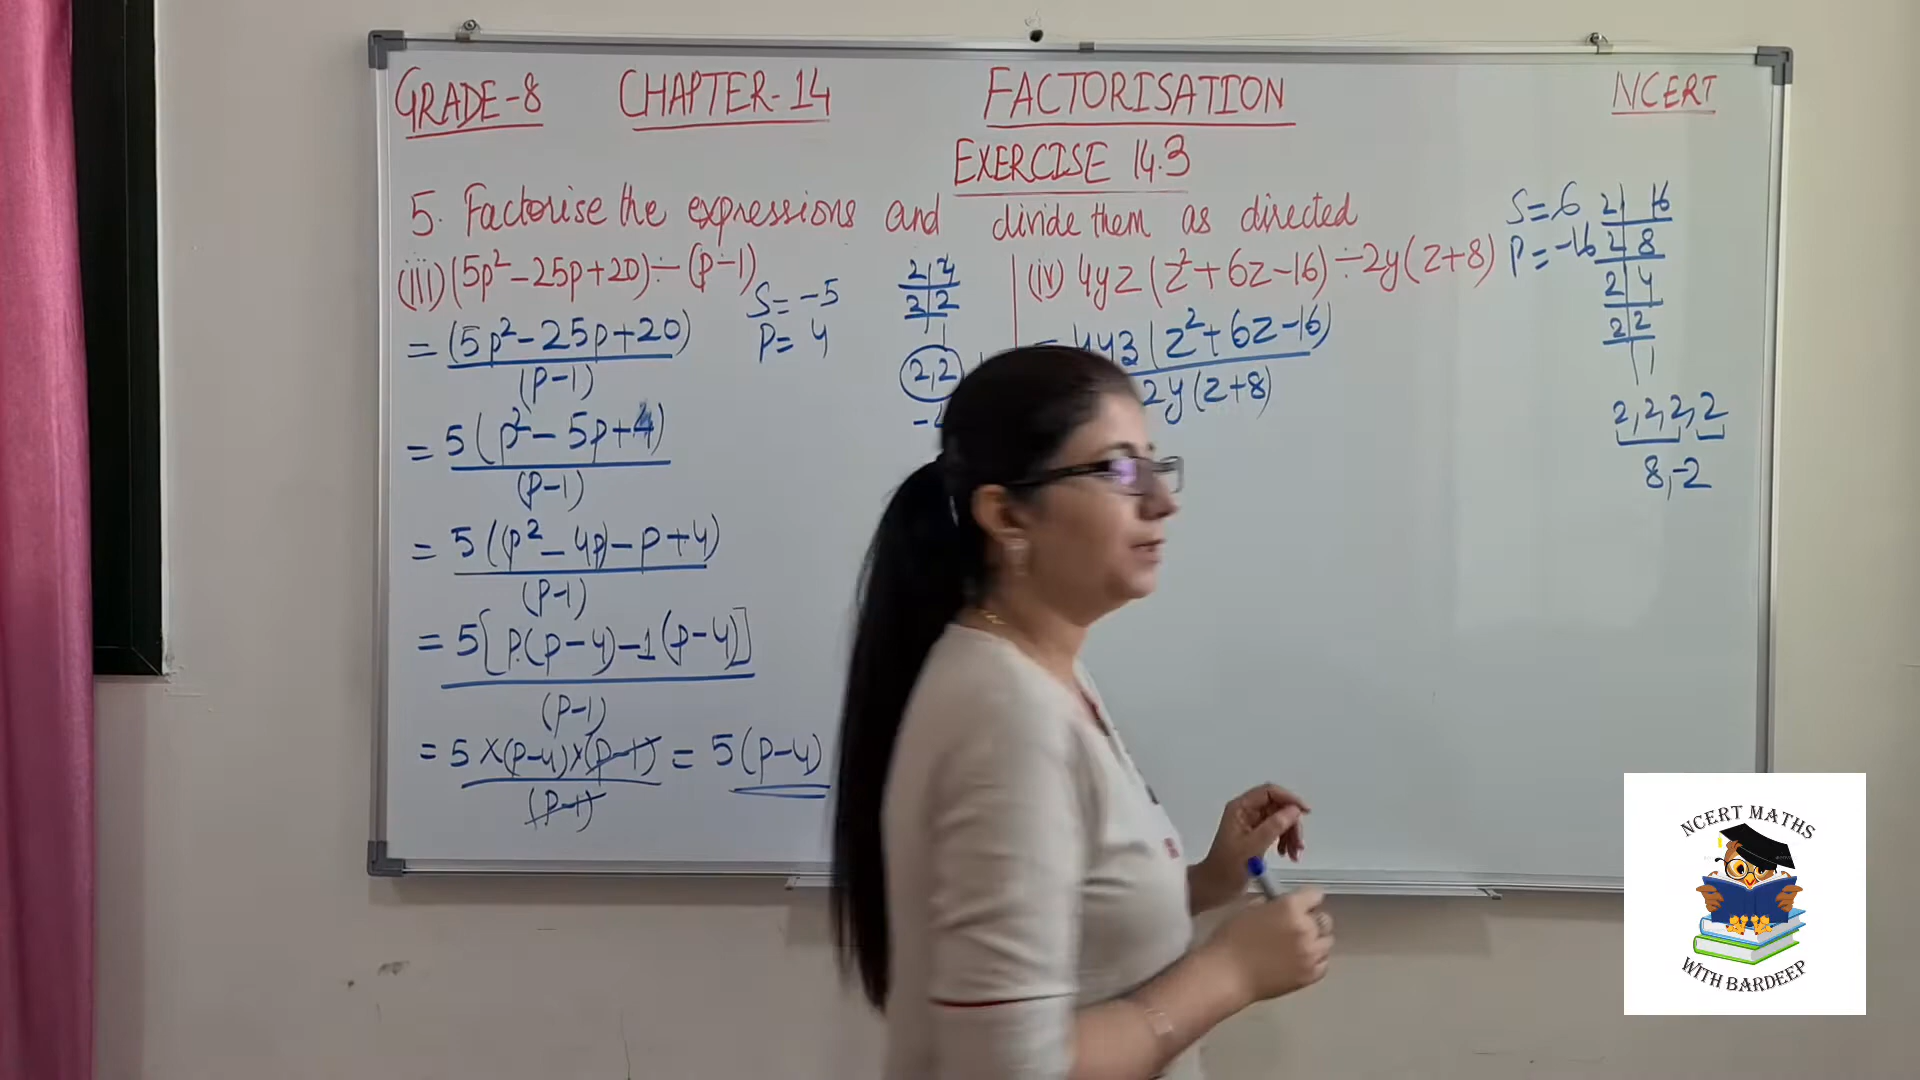 GRADE-8 CHAPTER-14 FACTORISATION NCERT
EXERCISE 14.3
5. Factorise the expressions and divide them as directed
(iii) (5p²-25p+20)÷(p-1)
S= -5
P= 4
= (5p²-25p+20)
(P-1)
= 5(p²-5p+4)
(P-1)
= 5(p²-4p)-p+4)
(P-1)
= 5[p.(p-4)-1(p-4)]
(P-1)
= 5×(p-4)×(p-1) = 5(p-4)
(P-1)
2|4
2|2
1
2,2
(iv) 4yz(z²+6z-16)÷2y(z+8)
4yz(z²+6z-16)
2y(z+8)
S=6
P=-16
2| 16
2|8
2|4
2|2
|1
2,2,2,2
8,-2
NCERT MATHS
WITH BARDEEP